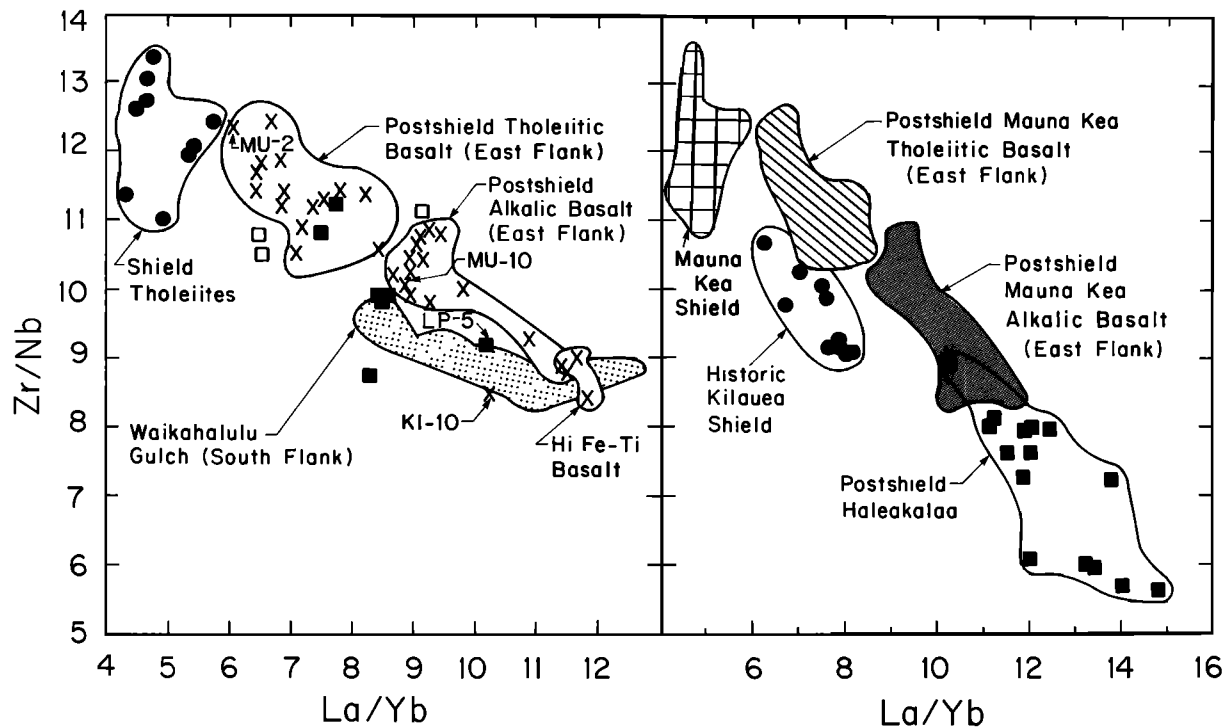 14
13
12
11
10
9
8
7
6
5
Zr/Nb
4
5
6
7
8
9
10
11
12
La/Yb
MU-2
Postshield Tholeiitic
Basalt (East Flank)
Postshield
Alkalic Basalt
(East Flank)
MU-10
Shield
Tholeiites
LP-5
KI-10
Waikahalulu
Gulch (South Flank)
Hi Fe-Ti
Basalt
Postshield Mauna Kea
Tholeiitic Basalt
(East Flank)
Mauna
Kea
Shield
Postshield
Mauna Kea
Alkalic Basalt
(East Flank)
Historic
Kilauea
Shield
Postshield
Haleakalaa
6
8
10
12
14
16
La/Yb